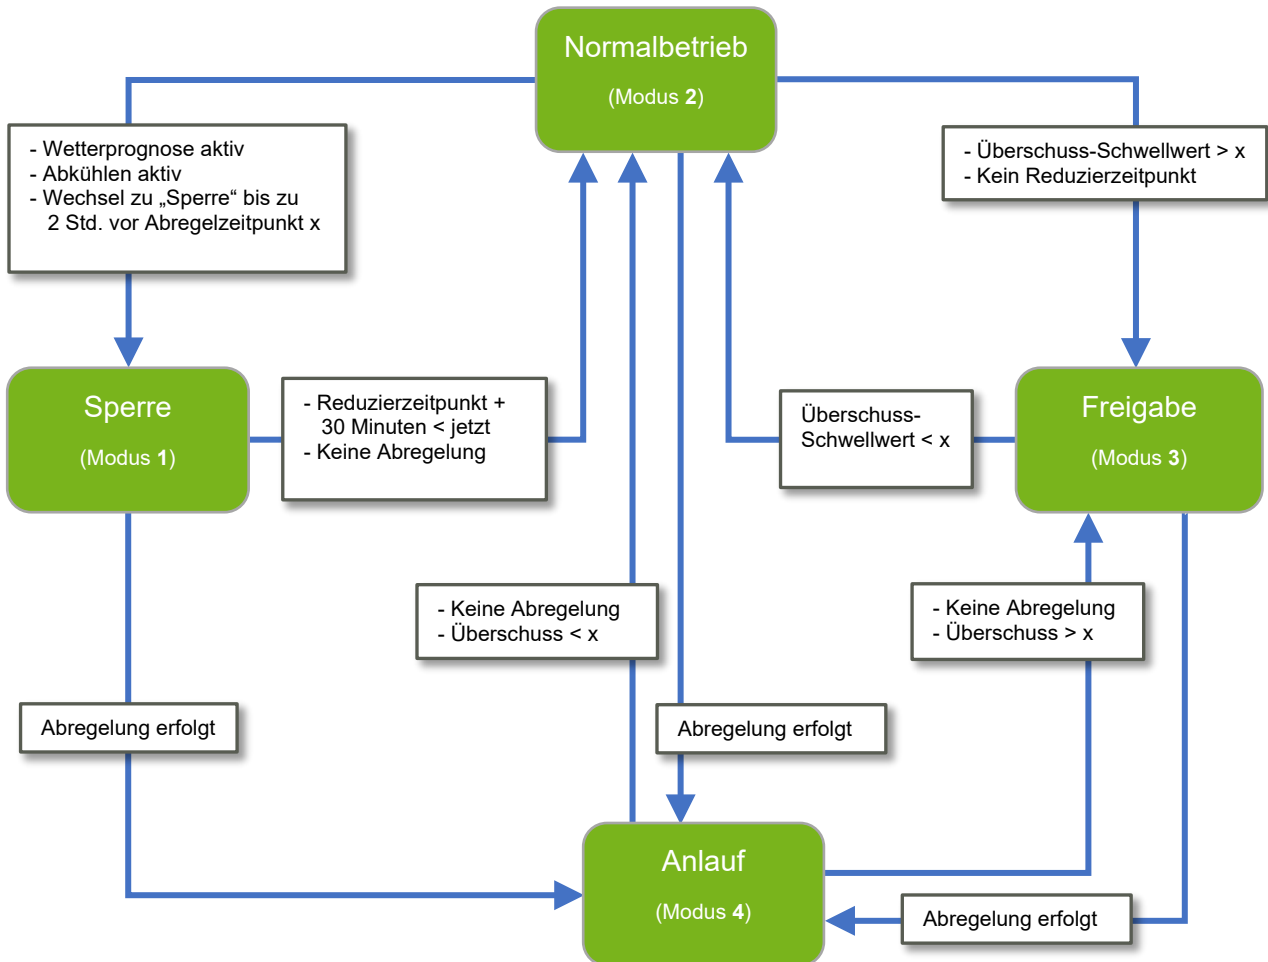 Normalbetrieb
(Modus 2)
- Wetterprognose aktiv
- Abkühlen aktiv
- Wechsel zu „Sperre“ bis zu
2 Std. vor Abregelzeitpunkt x
- Überschuss-Schwellwert > x
- Kein Reduzierzeitpunkt
Sperre
(Modus 1)
- Reduzierzeitpunkt +
30 Minuten < jetzt
- Keine Abregelung
Überschuss-
Schwellwert < x
Freigabe
(Modus 3)
- Keine Abregelung
- Überschuss < x
- Keine Abregelung
- Überschuss > x
Abregelung erfolgt
Abregelung erfolgt
Anlauf
(Modus 4)
Abregelung erfolgt